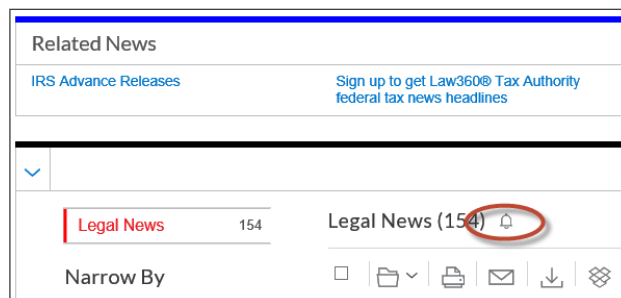 Related News
IRS Advance Releases
Sign up to get Law360® Tax Authority
federal tax news headlines
Legal News 154
Legal News (154)
Narrow By